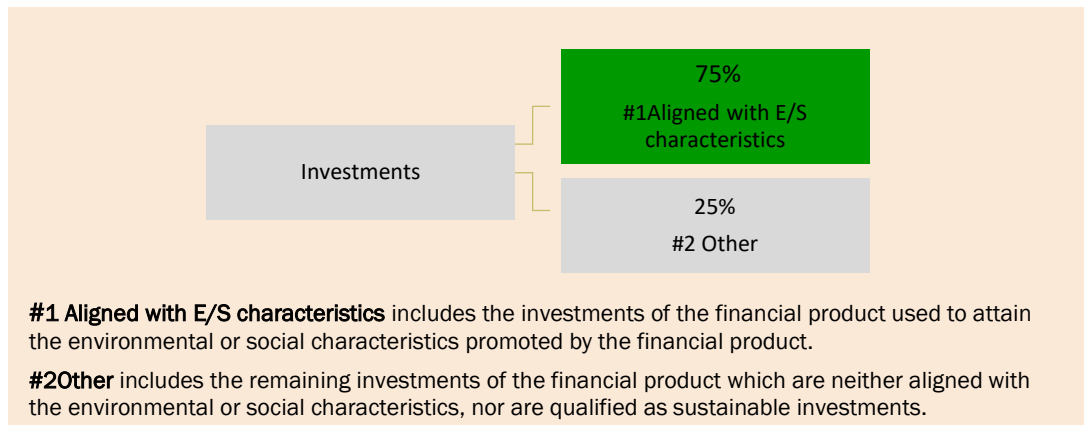 75%
#1Aligned with E/S
characteristics
Investments
25%
#2 Other
#1 Aligned with E/S characteristics includes the investments of the financial product used to attain
the environmental or social characteristics promoted by the financial product.
#2Other includes the remaining investments of the financial product which are neither aligned with
the environmental or social characteristics, nor are qualified as sustainable investments.